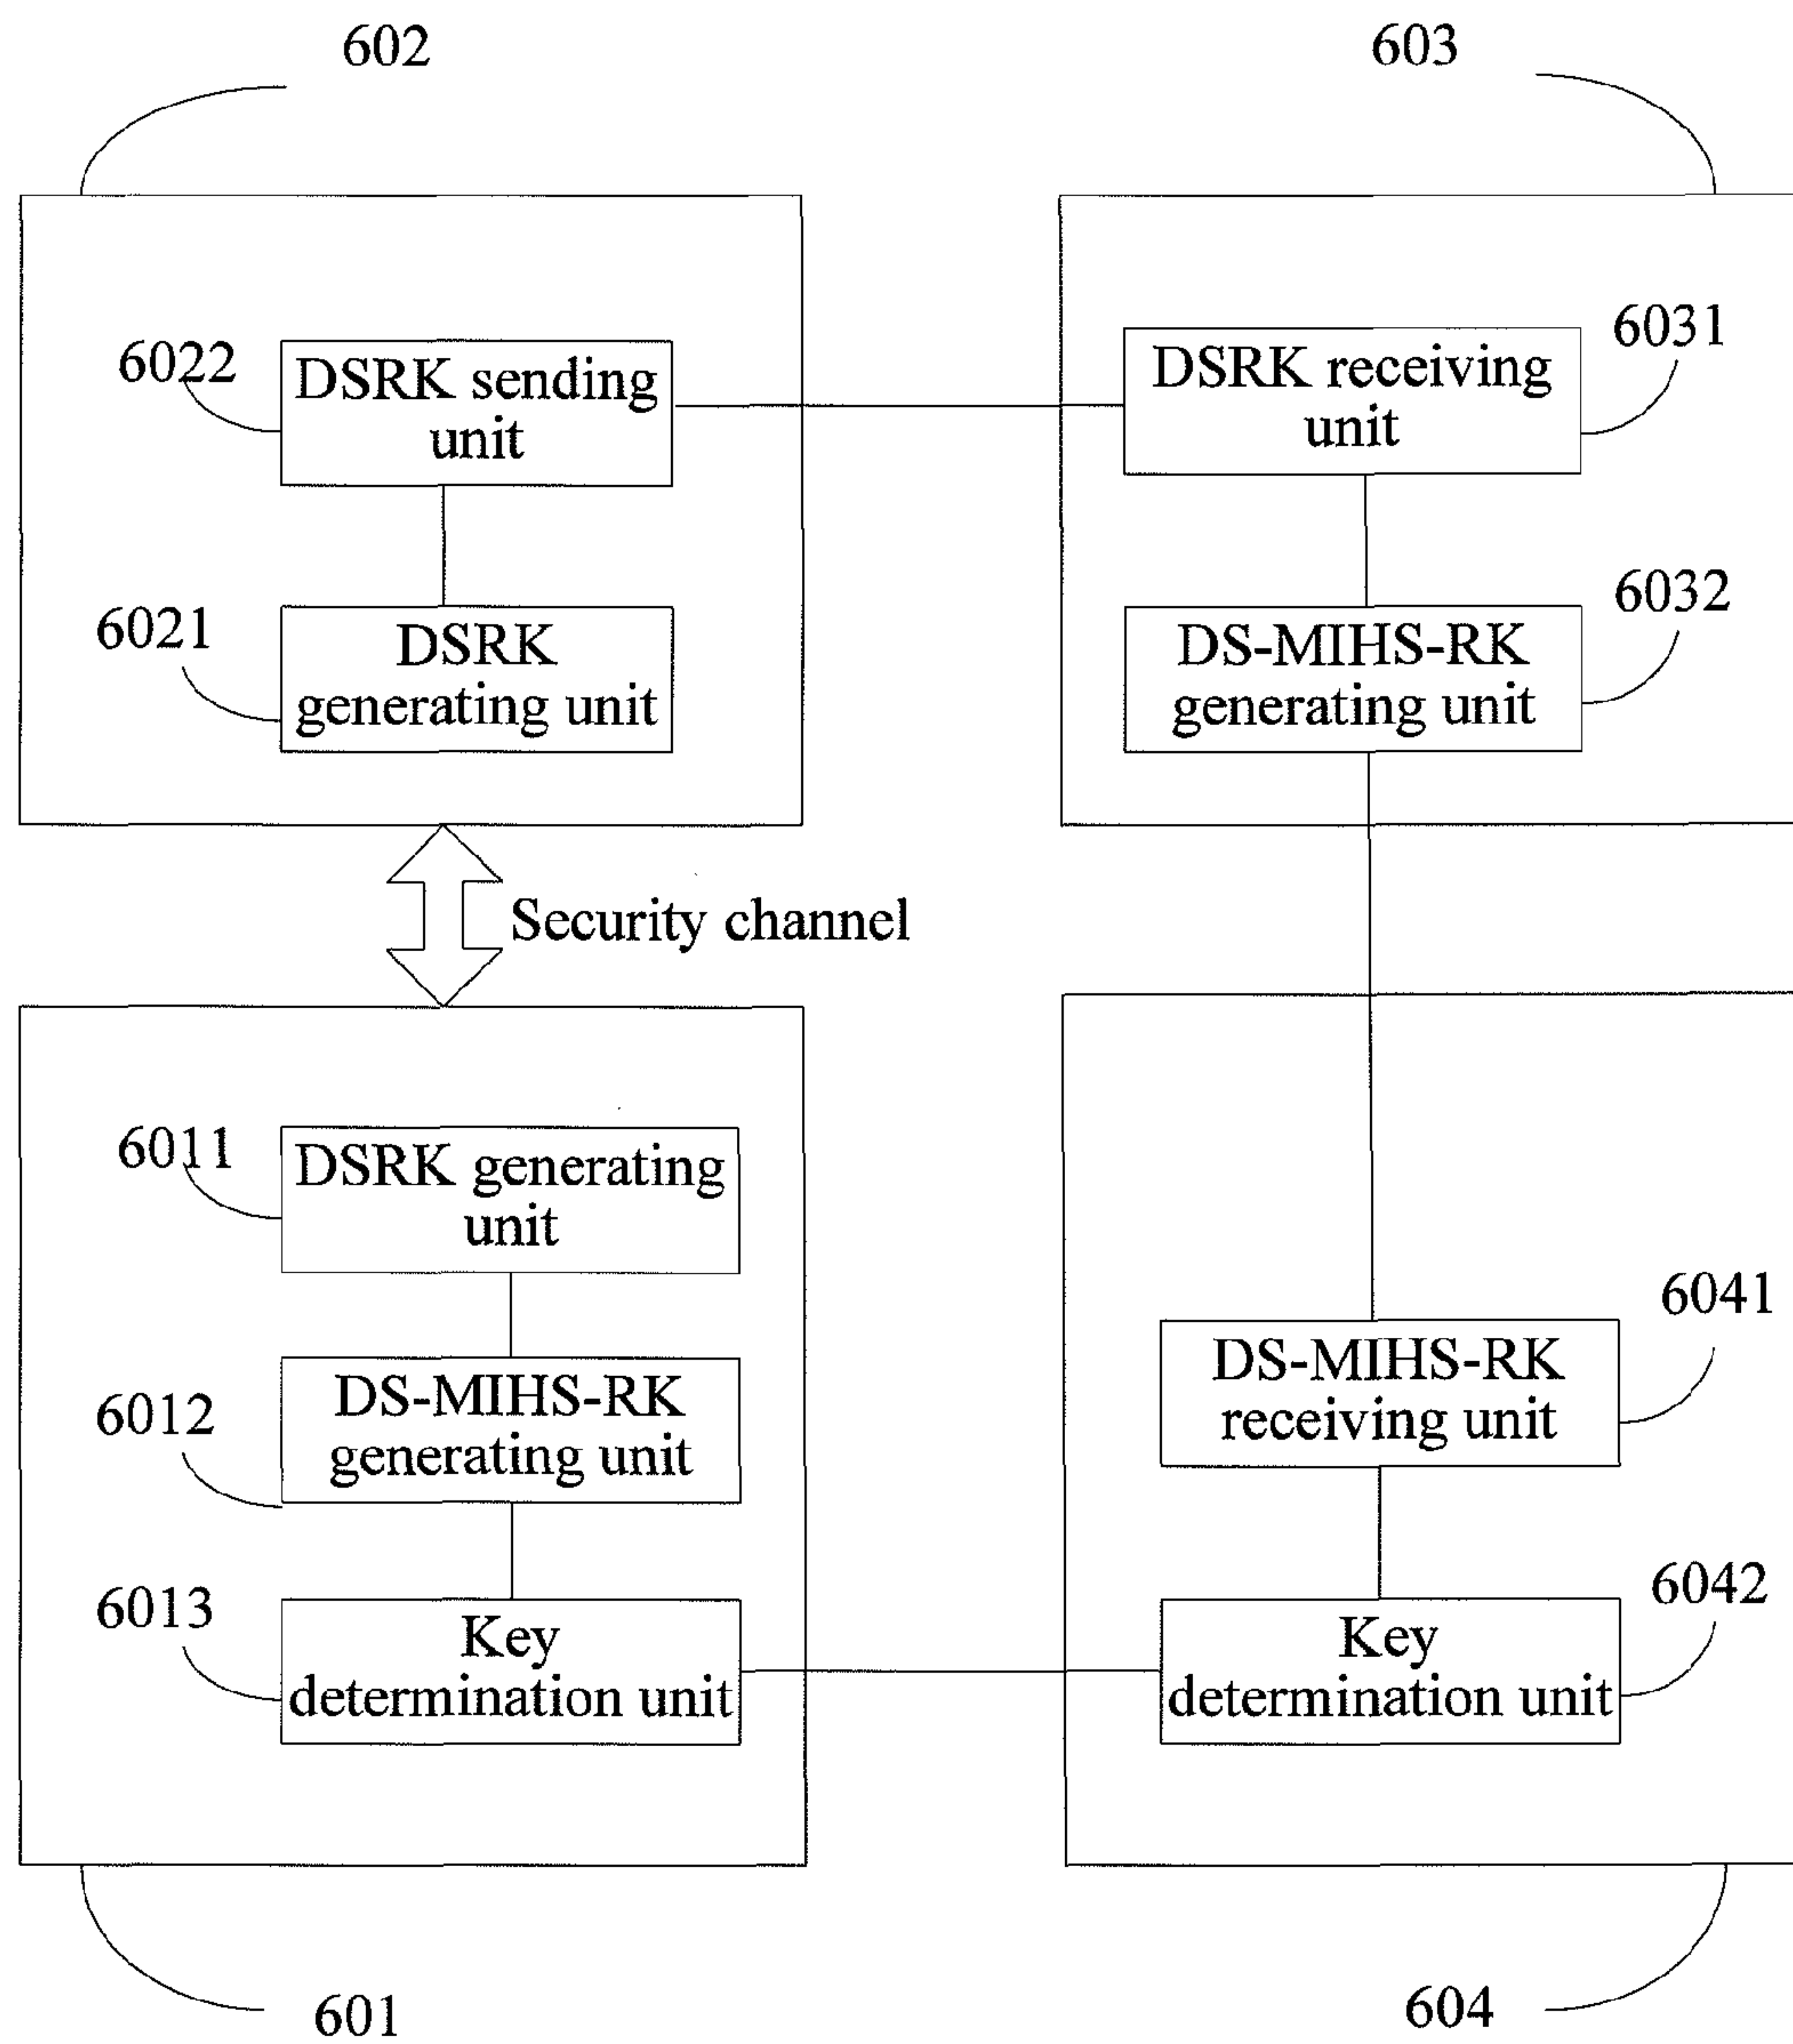 602
603
6022
DSRK sending
unit
DSRK receiving
unit
6031
6021
DSRK
generating unit
DS-MIHS-RK
generating unit
6032
Security channel
6011
DSRK generating
unit
6012
DS-MIHS-RK
generating unit
6041
DS-MIHS-RK
receiving unit
6013
Key
determination unit
Key
determination unit
6042
601
604